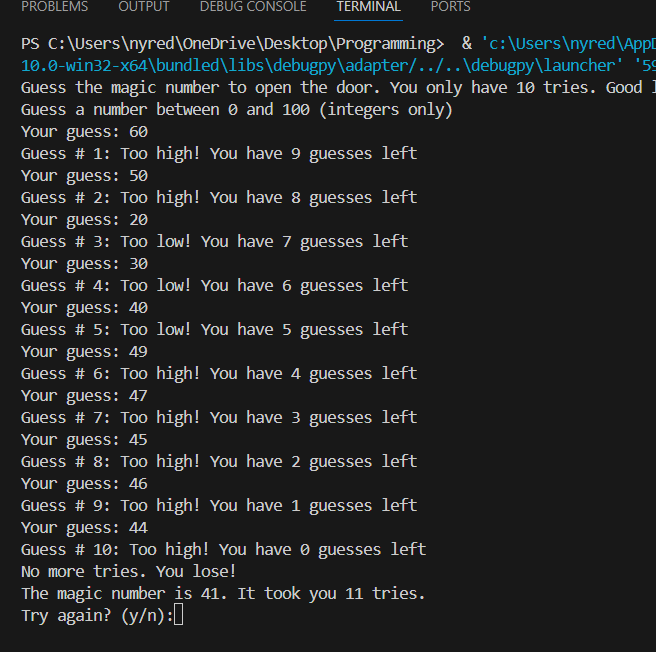 PROBLEMS OUTPUT DEBUG CONSOLE TERMINAL PORTS
PS C:\Users\nyred\OneDrive\Desktop\Programming>  & 'c:\Users\nyred\AppD
10.0-win32-x64\bundled\libs\debugpy\adapter/../..\debugpy\launcher' '59
Guess the magic number to open the door. You only have 10 tries. Good
Guess a number between 0 and 100 (integers only)
Your guess: 60
Guess # 1: Too high! You have 9 guesses left
Your guess: 50
Guess # 2: Too high! You have 8 guesses left
Your guess: 20
Guess # 3: Too low! You have 7 guesses left
Your guess: 30
Guess # 4: Too low! You have 6 guesses left
Your guess: 40
Guess # 5: Too low! You have 5 guesses left
Your guess: 49
Guess # 6: Too high! You have 4 guesses left
Your guess: 47
Guess # 7: Too high! You have 3 guesses left
Your guess: 45
Guess # 8: Too high! You have 2 guesses left
Your guess: 46
Guess # 9: Too high! You have 1 guesses left
Your guess: 44
Guess # 10: Too high! You have 0 guesses left
No more tries. You lose!
The magic number is 41. It took you 11 tries.
Try again? (y/n):